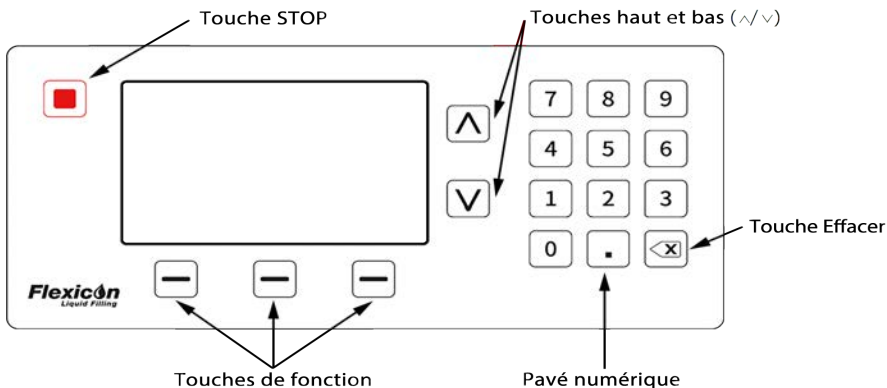 Touche STOP
Touches haut et bas (∧/∨)
7 8 9
4 5 6
1 2 3
Touche Effacer
0 . X
Flexicon
Liquid Filling
Touches de fonction
Pavé numérique